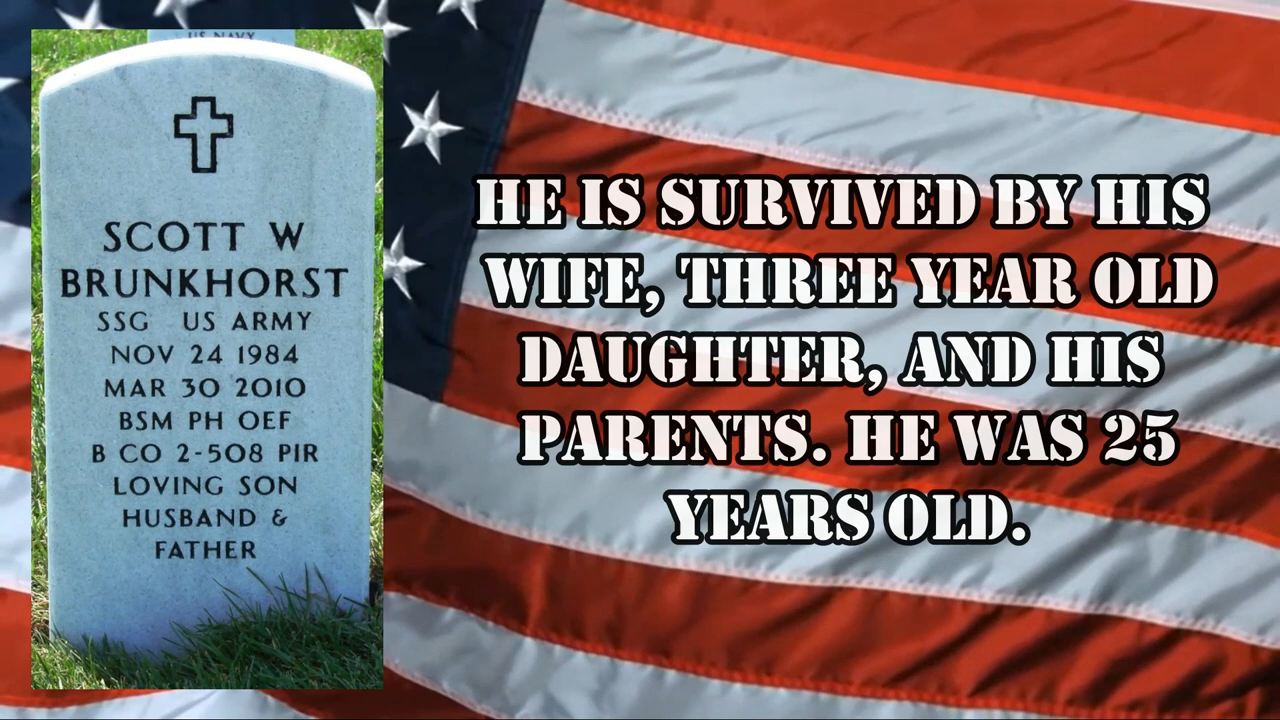 US NAVY
SCOTT W
BRUNKHORST
SSG US ARMY
NOV 24 1984
MAR 30 2010
BSM PH OEF
B CO 2-508 PIR
LOVING SON
HUSBAND &
FATHER
HE IS SURVIVED BY HIS
WIFE, THREE YEAR OLD
DAUGHTER, AND HIS
PARENTS. HE WAS 25
YEARS OLD.